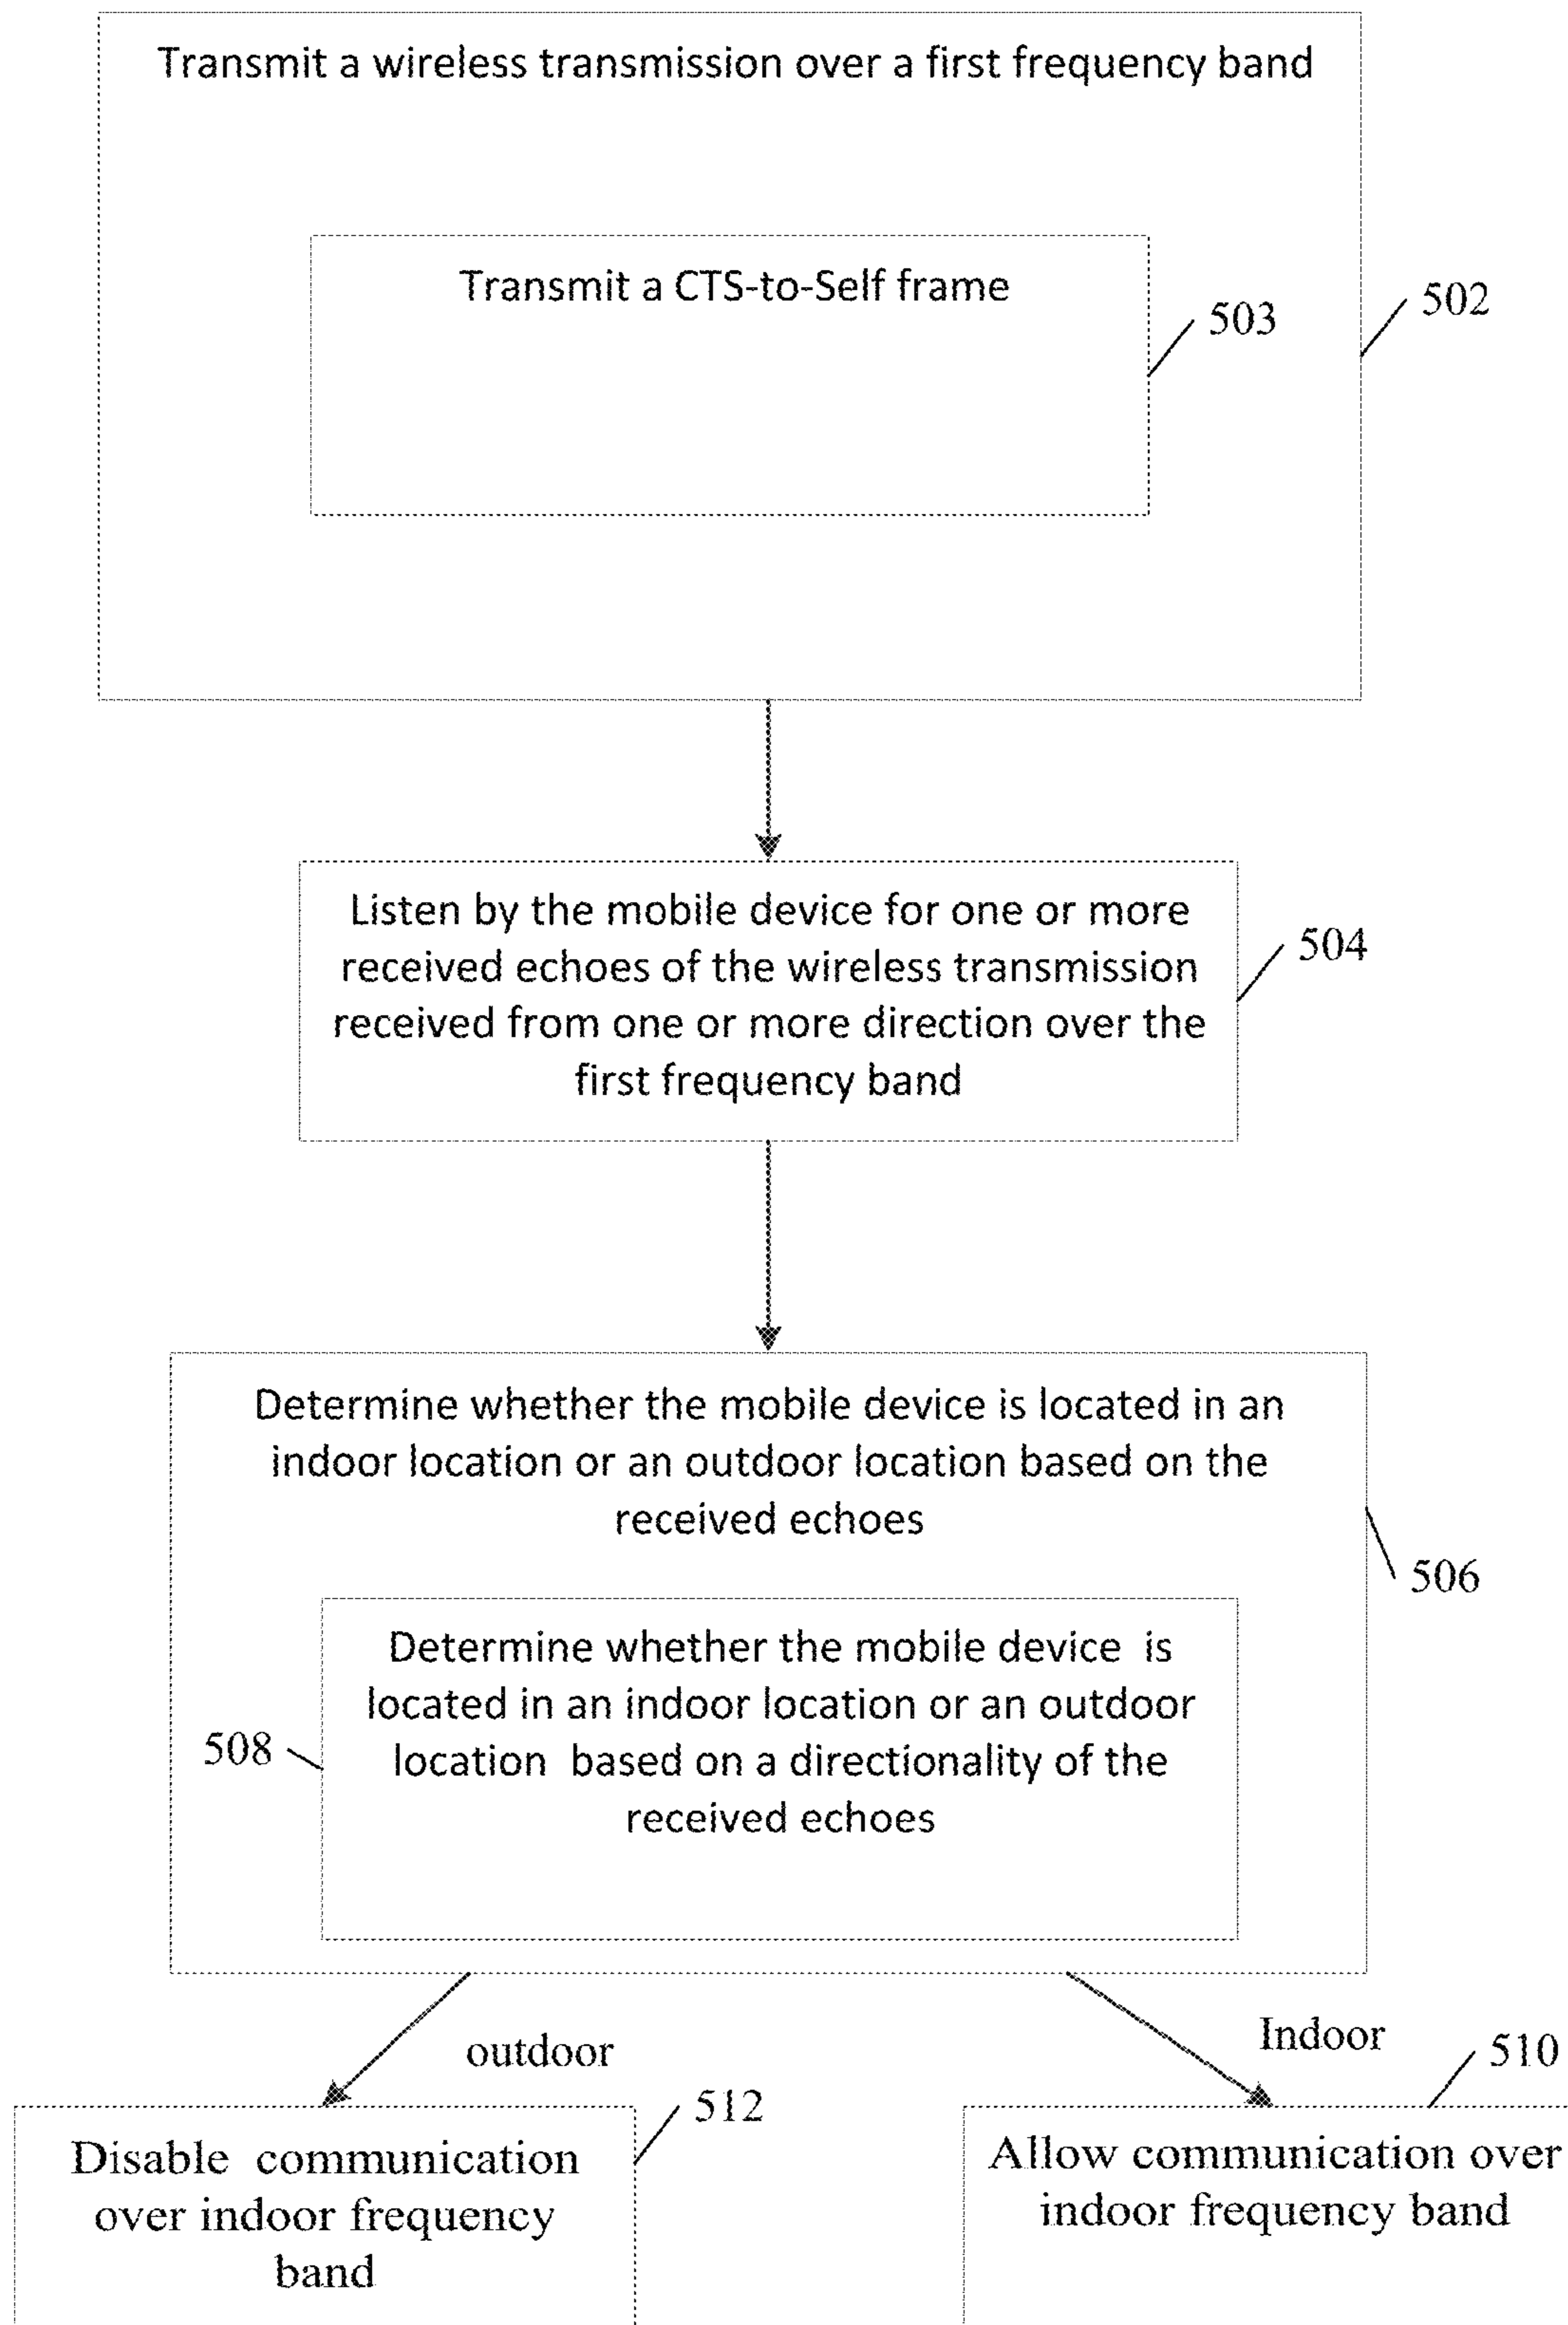 Transmit a wireless transmission over a first frequency band
Transmit a CTS-to-Self frame
503
502
Listen by the mobile device for one or more
received echoes of the wireless transmission
received from one or more direction over the
first frequency band
504
Determine whether the mobile device is located in an
indoor location or an outdoor location based on the
received echoes
506
Determine whether the mobile device  is
located in an indoor location or an outdoor
location  based on a directionality of the
received echoes
508
outdoor
Indoor
510
512
Disable  communication
over indoor frequency
band
Allow communication over
indoor frequency band